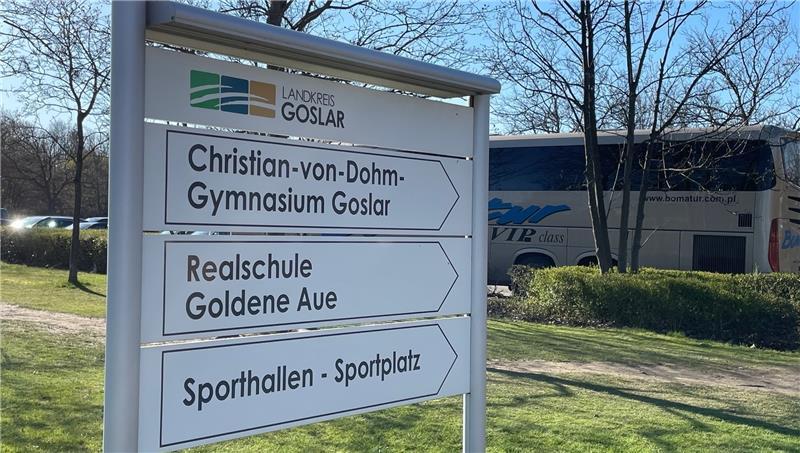 LANDKREIS
GOSLAR
Christian-von-Dohm-
Gymnasium Goslar
Realschule
Goldene Aue
Sporthallen - Sportplatz
www.bomatur.com.pl
VIP class